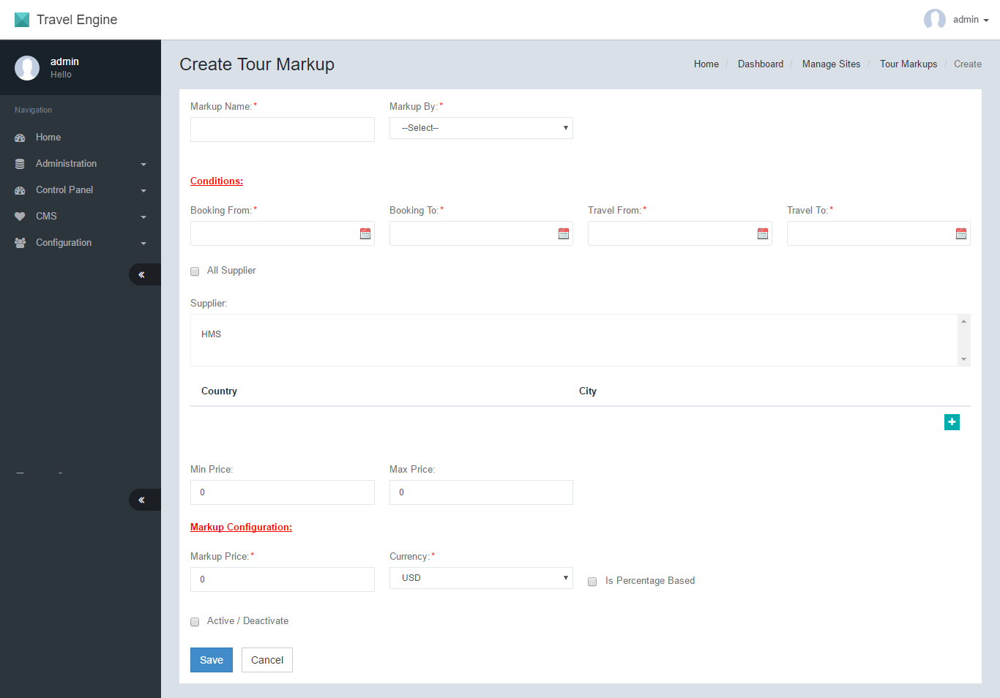 Travel Engine
admin
admin
Hello
Navigation
Home
Administration
Control Panel
CMS
Configuration
Create Tour Markup
Home / Dashboard / Manage Sites / Tour Markups / Create
Markup Name:* Markup By:*
--Select--
Conditions:
Booking From:* Booking To:* Travel From:* Travel To:*
All Supplier
Supplier:
HMS
Country City
Min Price: Max Price:
0 0
Markup Configuration:
Markup Price:* Currency:*
0 USD Is Percentage Based
Active / Deactivate
Save Cancel